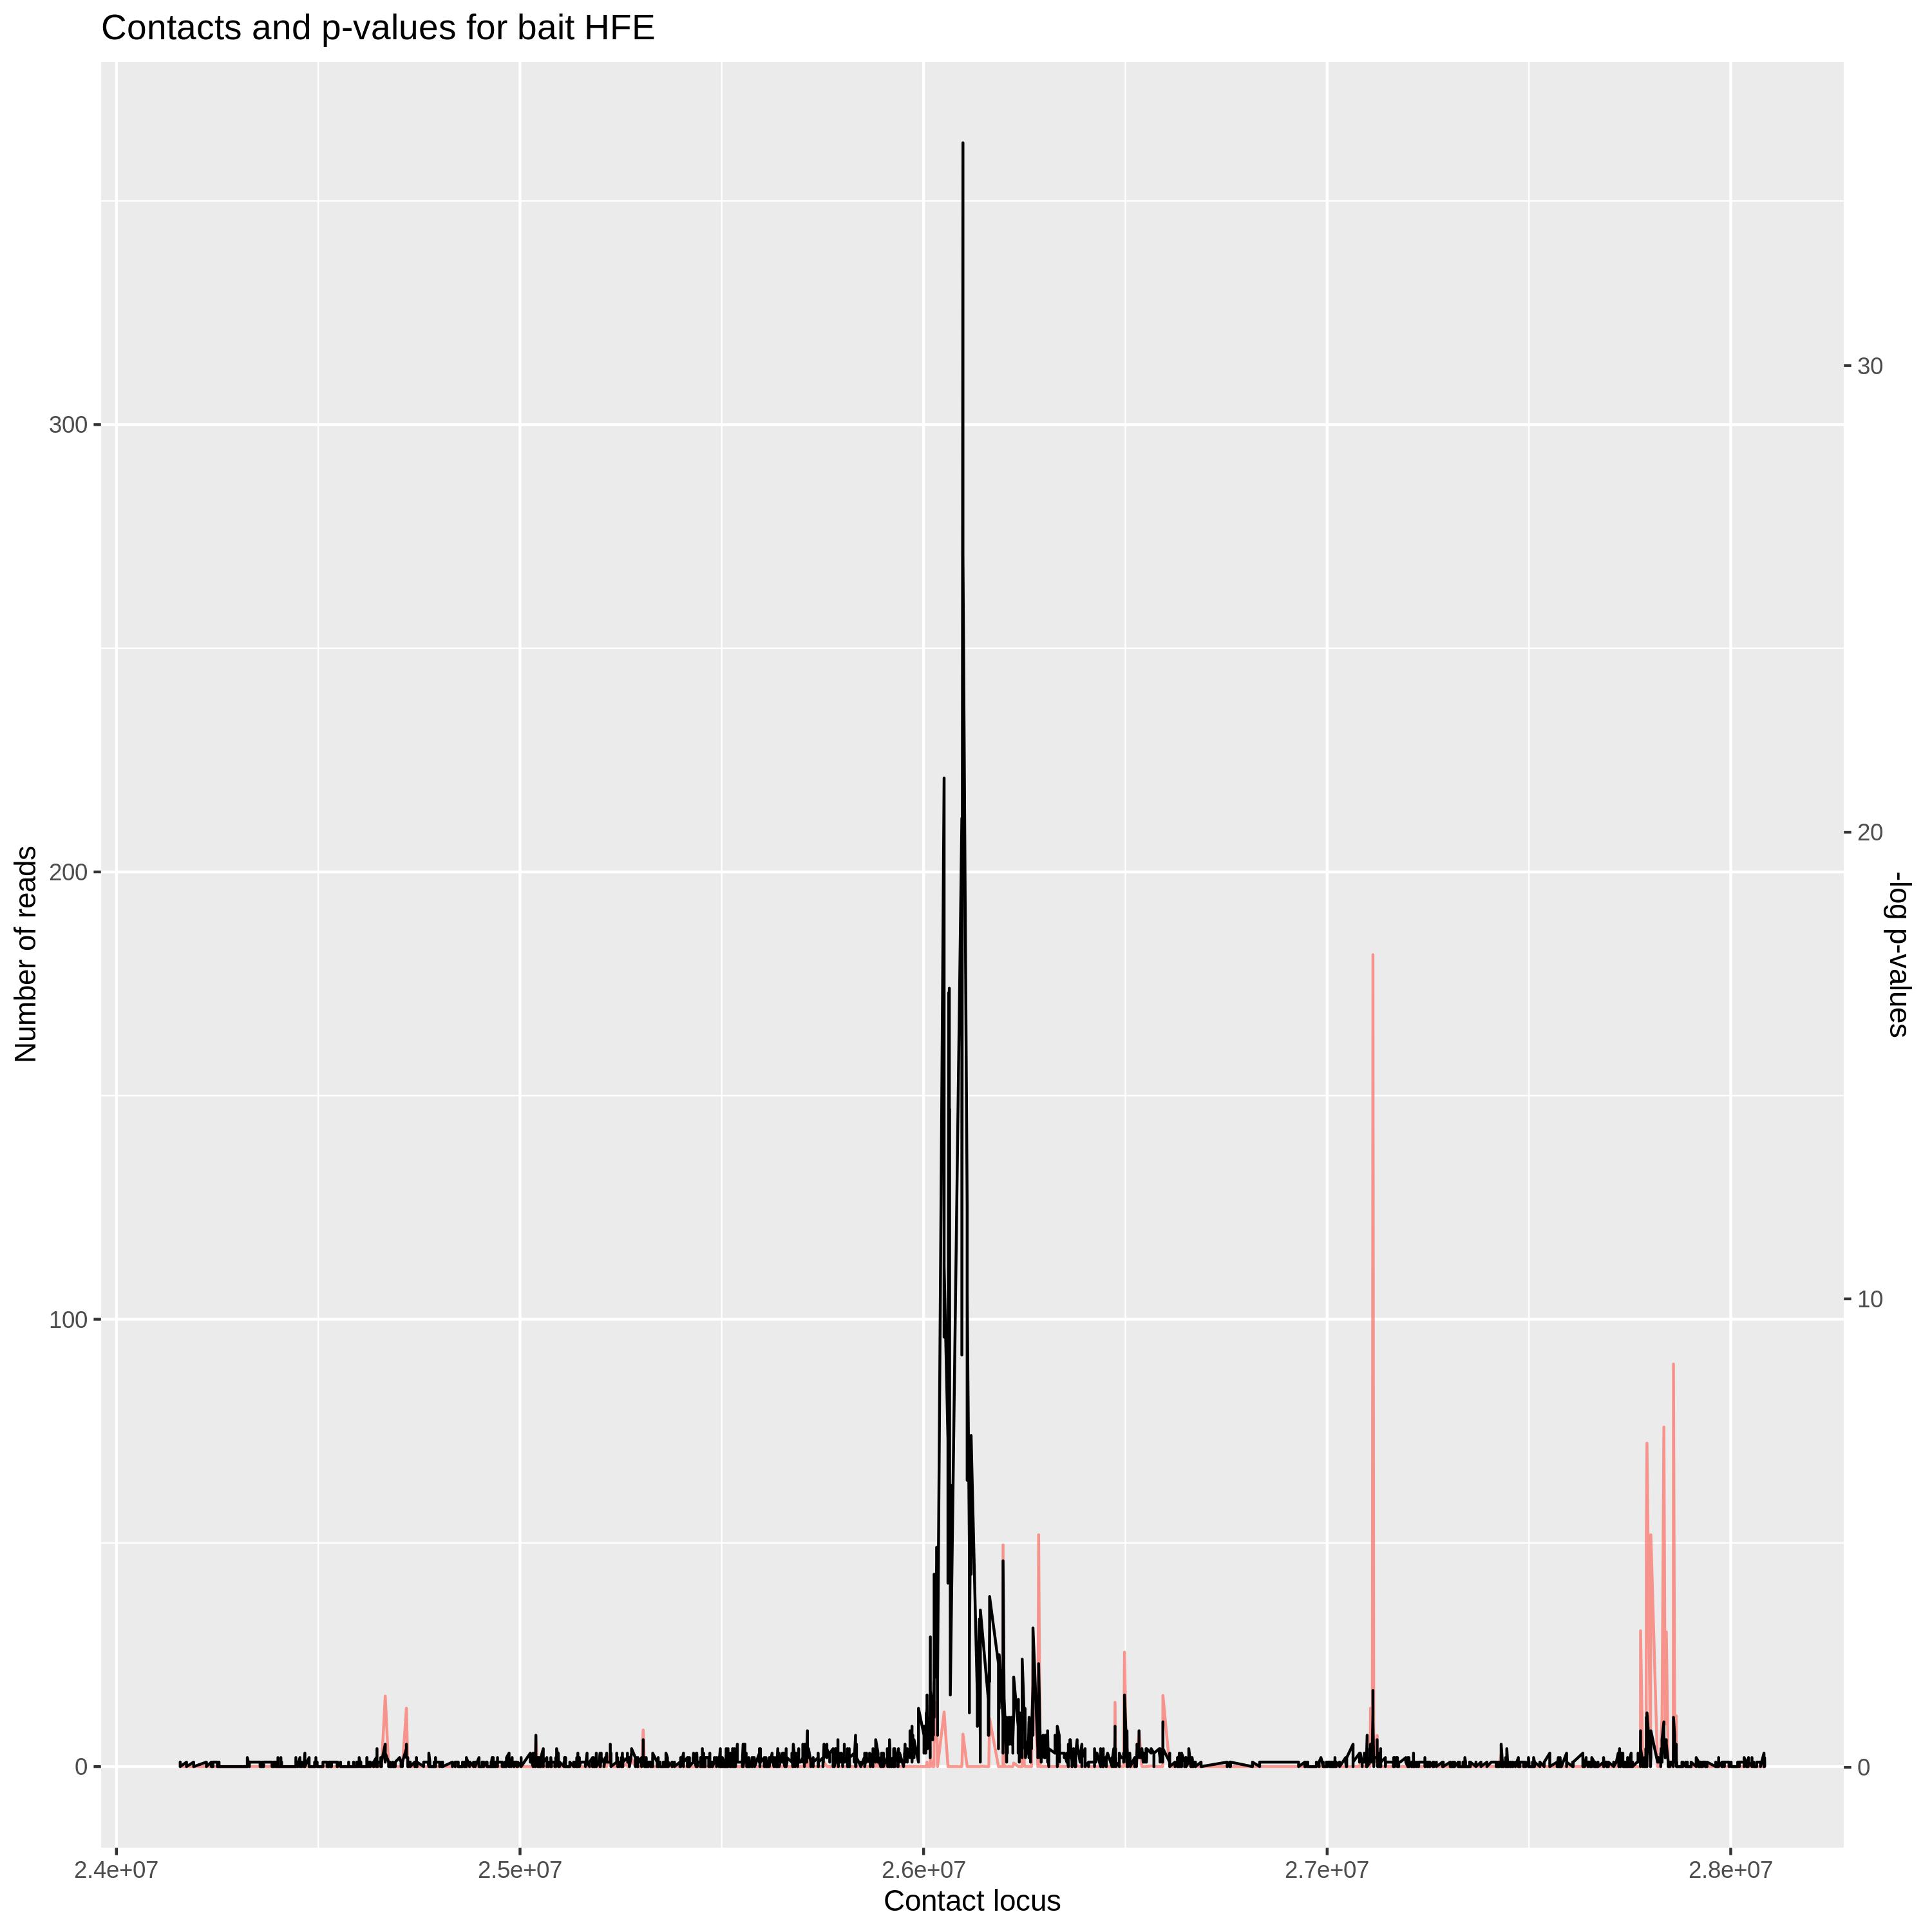 Contacts and p-values for bait HFE
Number of reads
300
200
100
0
30
20
10
0
-log p-values
2.4e+07
2.5e+07
2.6e+07
2.7e+07
2.8e+07
Contact locus